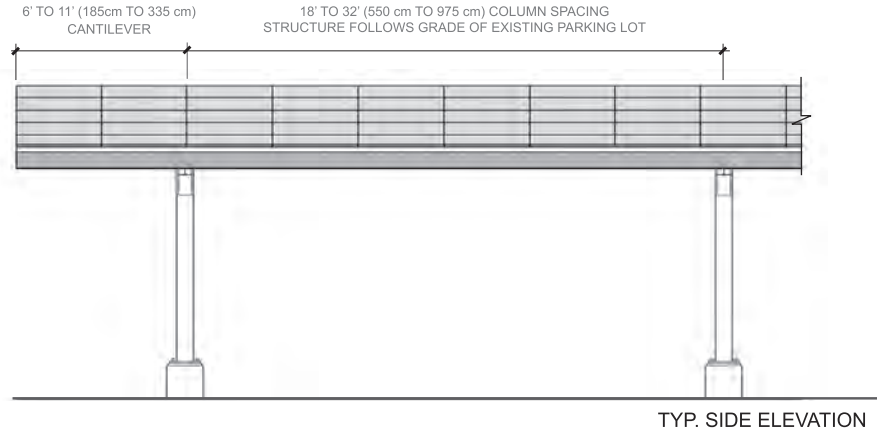 6' TO 11' (185cm TO 335 cm)
CANTILEVER
18' TO 32' (550 cm TO 975 cm) COLUMN SPACING
STRUCTURE FOLLOWS GRADE OF EXISTING PARKING LOT
TYP. SIDE ELEVATION